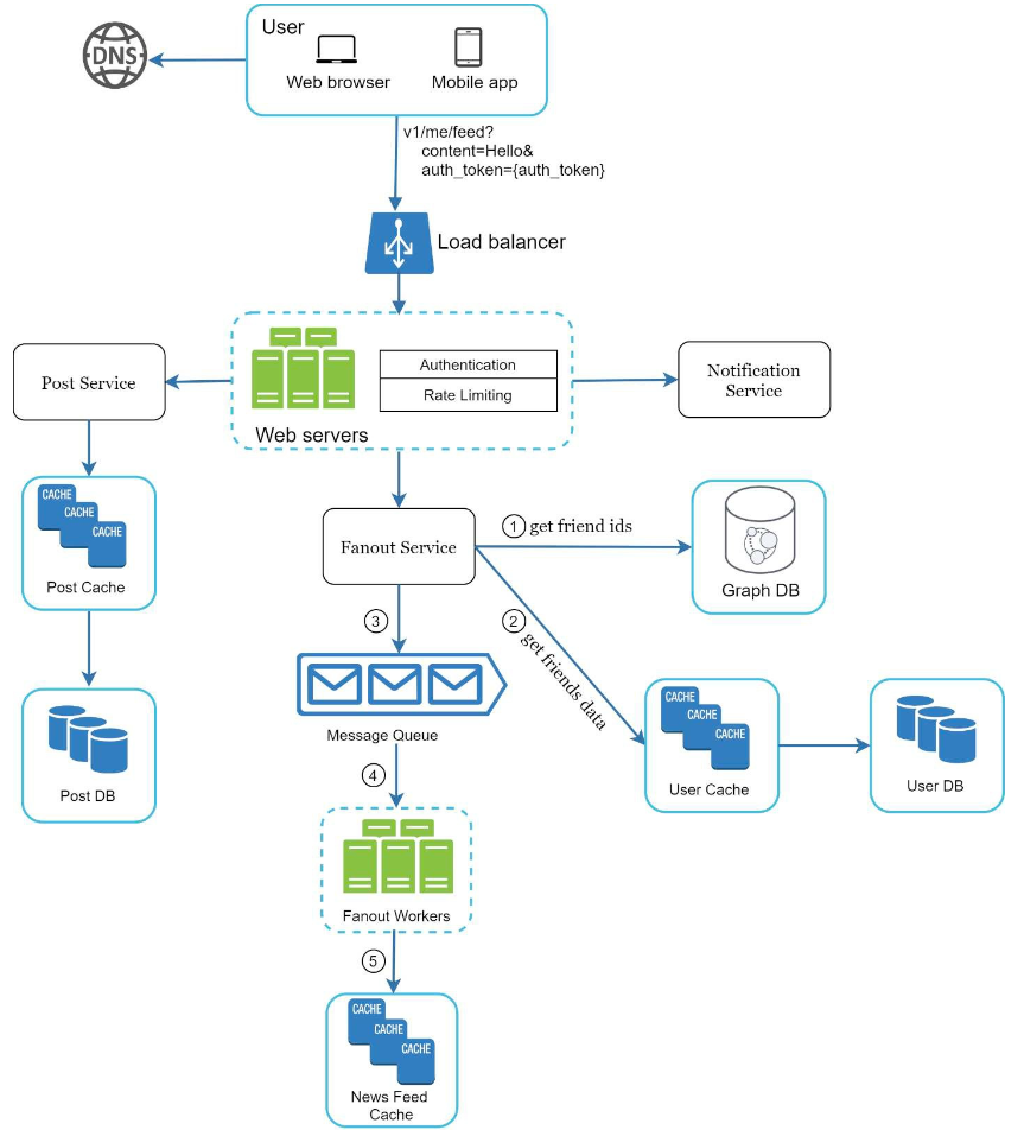 User
DNS
Web browser
Mobile app
v1/me/feed?
content=Hello&
auth_token={auth_token}
Load balancer
Post Service
Authentication
Rate Limiting
Web servers
Notification
Service
CACHE
CACHE
CACHE
Post Cache
Fanout Service
1 get friend ids
Graph DB
2 get friends data
3
Message Queue
Post DB
CACHE
CACHE
CACHE
User Cache
User DB
4
Fanout Workers
5
CACHE
CACHE
CACHE
News Feed
Cache